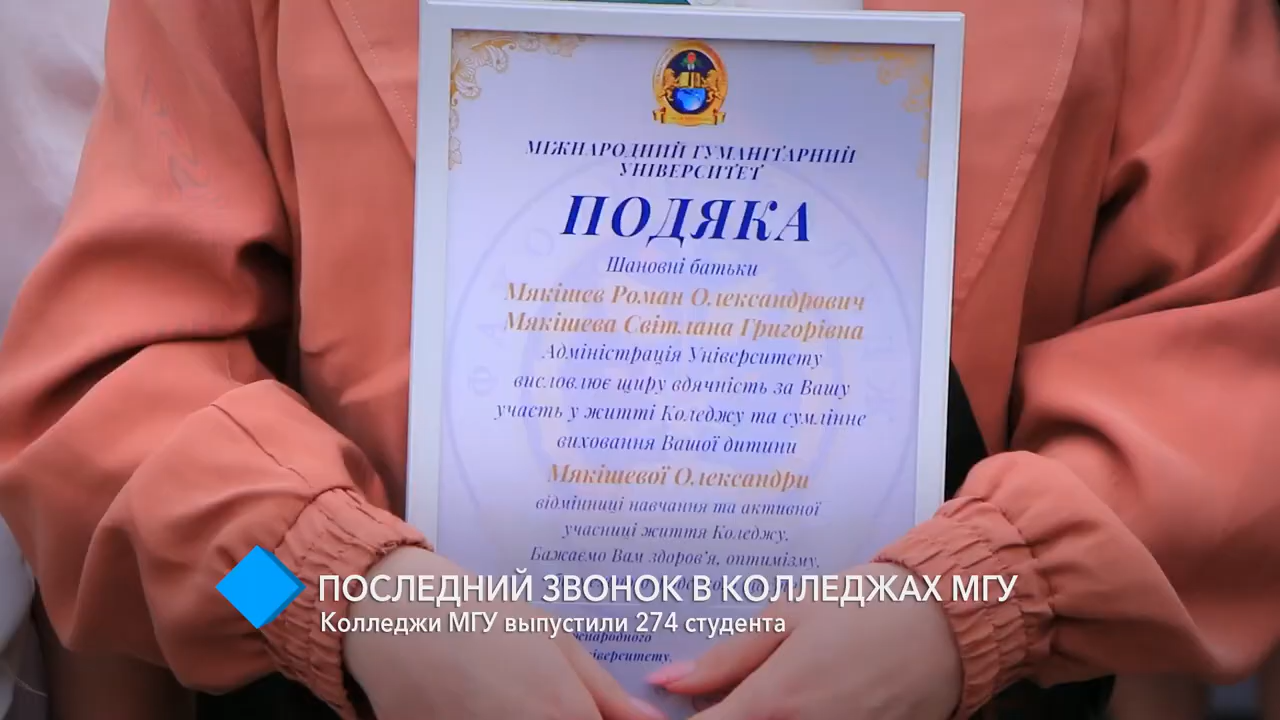 МІЖНАРОДНИЙ ГУМАНІТАРНИЙ
УНІВЕРСИТЕТ
ПОДЯКА
Шановні батьки
Мякішев Роман Олександрович
Мякішева Світлана Григорівна
Адміністрація Університету
висловлює щиру вдячність за Вашу
участь у житті Коледжу та сумлінне
виховання Вашої дитини
Мякішевої Олександри
відмінниці навчання та активної
учасниці життя Коледжу.
Бажаємо Вам здоров'я, оптимізму,
ПОСЛЕДНИЙ ЗВОНОК В КОЛЛЕДЖАХ МГУ
Колледжи МГУ выпустили 274 студента